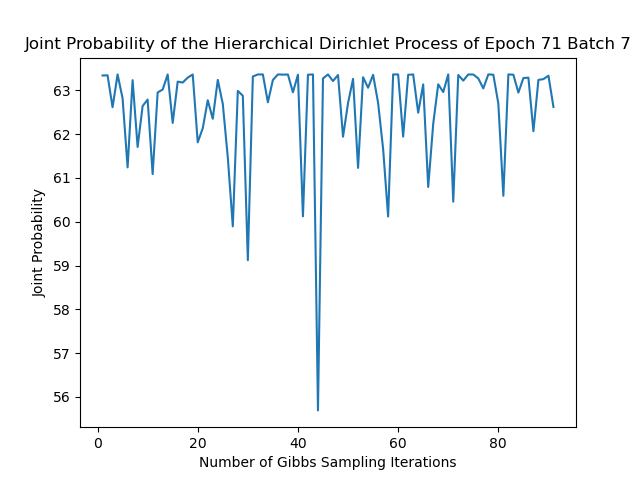 Joint Probability of the Hierarchical Dirichlet Process of Epoch 71 Batch 7
Joint Probability
63
62
61
60
59
58
57
56
0 20 40 60 80
Number of Gibbs Sampling Iterations